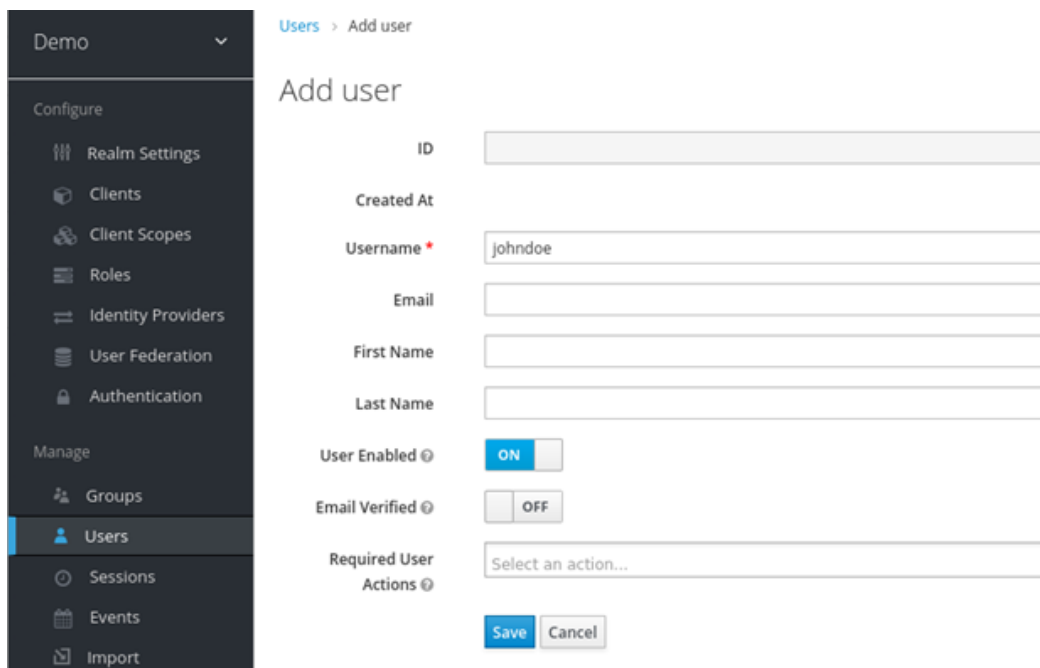 Demo
Configure
Realm Settings
Clients
Client Scopes
Roles
Identity Providers
User Federation
Authentication
Manage
Groups
Users
Sessions
Events
Import
Users > Add user
Add user
ID
Created At
Username * johndoe
Email
First Name
Last Name
User Enabled ON
Email Verified OFF
Required User
Actions
Select an action...
Save Cancel